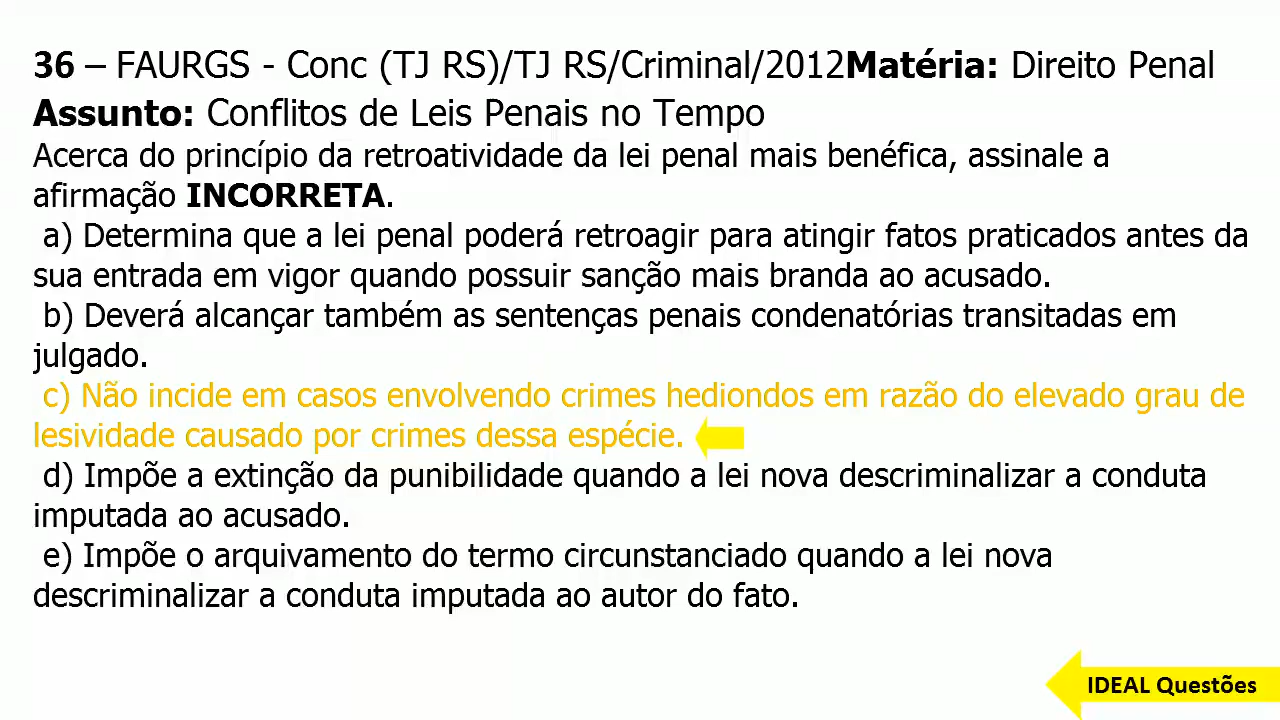 36 – FAURGS - Conc (TJ RS)/TJ RS/Criminal/2012Matéria: Direito Penal
Assunto: Conflitos de Leis Penais no Tempo
Acerca do princípio da retroatividade da lei penal mais benéfica, assinale a
afirmação INCORRETA.
a) Determina que a lei penal poderá retroagir para atingir fatos praticados antes da
sua entrada em vigor quando possuir sanção mais branda ao acusado.
b) Deverá alcançar também as sentenças penais condenatórias transitadas em
julgado.
c) Não incide em casos envolvendo crimes hediondos em razão do elevado grau de
lesividade causado por crimes dessa espécie.
d) Impõe a extinção da punibilidade quando a lei nova descriminalizar a conduta
imputada ao acusado.
e) Impõe o arquivamento do termo circunstanciado quando a lei nova
descriminalizar a conduta imputada ao autor do fato.
IDEAL Questões